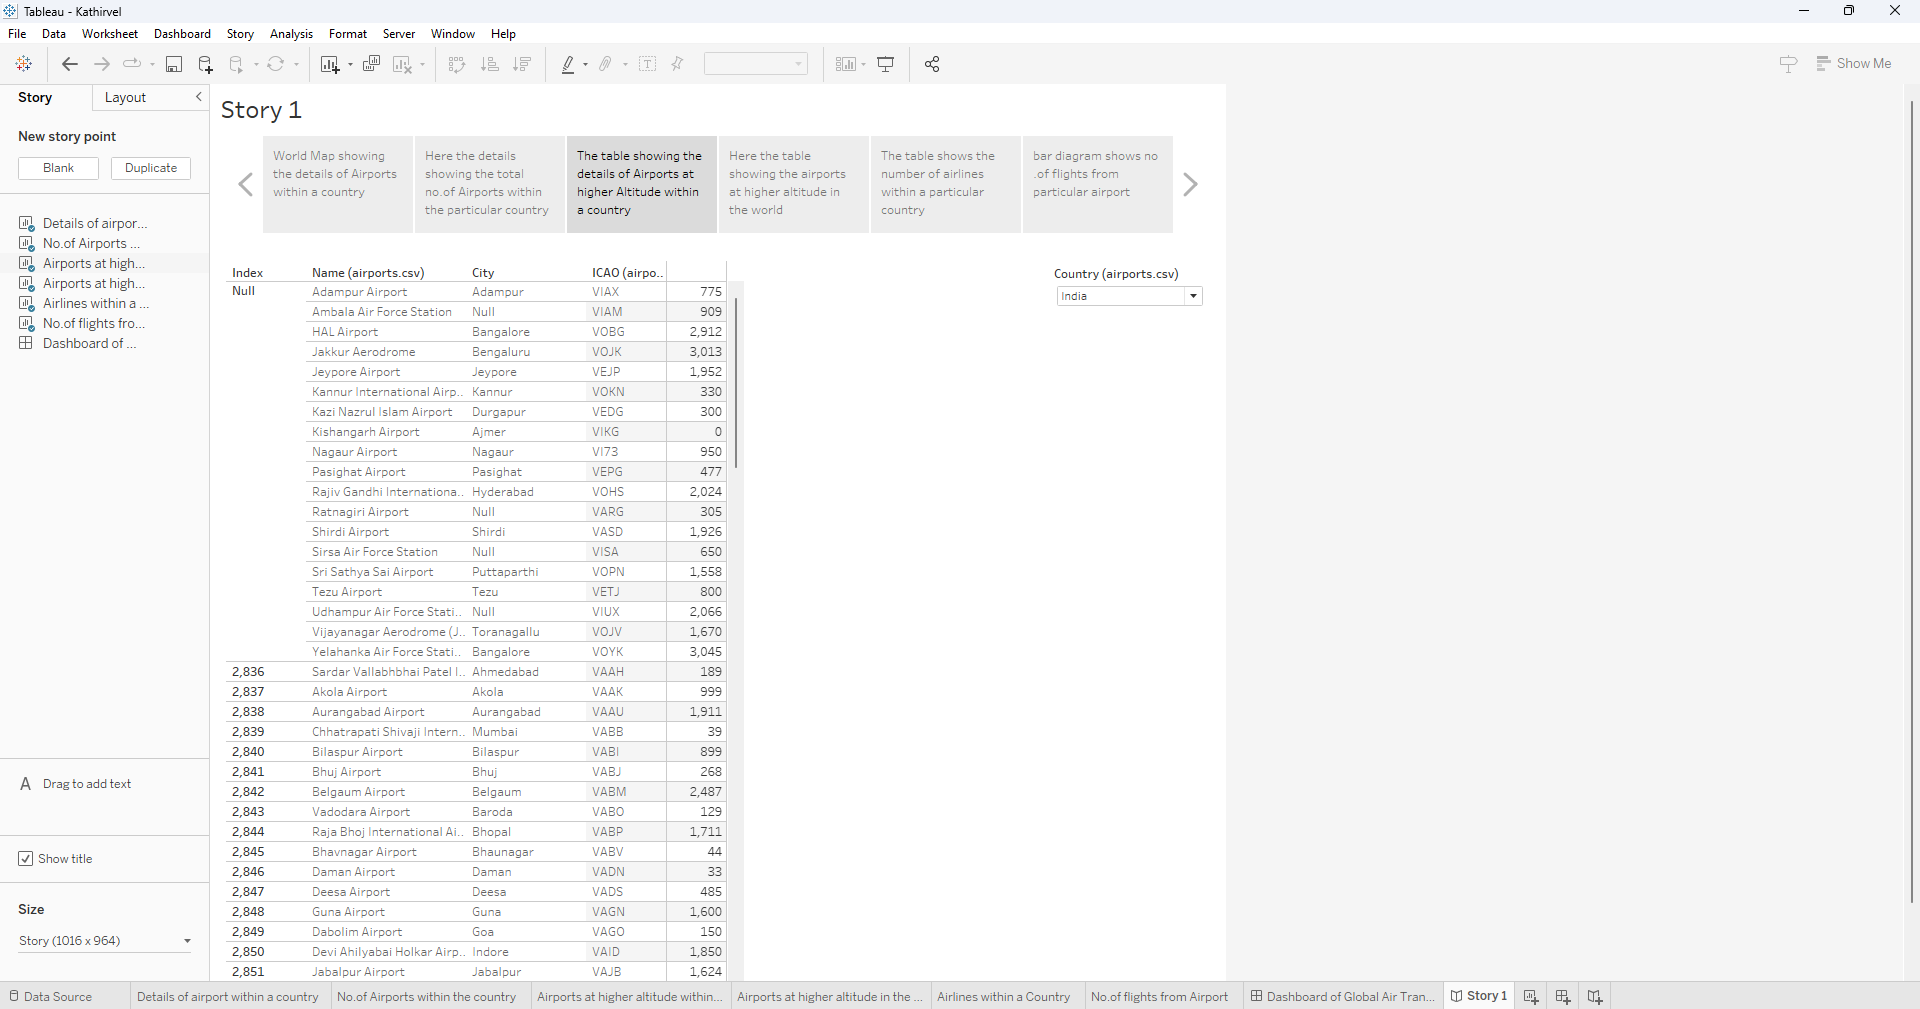 Tableau - Kathirvel
File Data Worksheet Dashboard Story Analysis Format Server Window Help
Show Me
Story Layout
New story point
Blank Duplicate
Details of airpor...
No.of Airports ...
Airports at high...
Airports at high...
Airlines within a ...
No.of flights fro...
Dashboard of ...
A Drag to add text
Show title
Size
Story (1016 x 964)
Story 1
World Map showing
the details of Airports
within a country
Here the details
showing the total
no.of Airports within
the particular country
The table showing the
details of Airports at
higher Altitude within
a country
Here the table
showing the airports
at higher altitude in
the world
The table shows the
number of airlines
within a particular
country
bar diagram shows no
.of flights from
particular airport
Index Name (airports.csv) City ICAO (airpo..
Null Adampur Airport Adampur VIAX 775
Ambala Air Force Station Null VIAM 909
HAL Airport Bangalore VOBG 2,912
Jakkur Aerodrome Bengaluru VOJK 3,013
Jeypore Airport Jeypore VEJP 1,952
Kannur International Airp.. Kannur VOKN 330
Kazi Nazrul Islam Airport Durgapur VEDG 300
Kishangarh Airport Ajmer VIKG 0
Nagaur Airport Nagaur VI73 950
Pasighat Airport Pasighat VEPG 477
Rajiv Gandhi Internationa.. Hyderabad VOHS 2,024
Ratnagiri Airport Null VARG 305
Shirdi Airport Shirdi VASD 1,926
Sirsa Air Force Station Null VISA 650
Sri Sathya Sai Airport Puttaparthi VOPN 1,558
Tezu Airport Tezu VETJ 800
Udhampur Air Force Stati.. Null VIUX 2,066
Vijayanagar Aerodrome (J.. Toranagallu VOJV 1,670
Yelahanka Air Force Stati.. Bangalore VOYK 3,045
2,836 Sardar Vallabhbhai Patel I.. Ahmedabad VAAH 189
2,837 Akola Airport Akola VAAK 999
2,838 Aurangabad Airport Aurangabad VAAU 1,911
2,839 Chhatrapati Shivaji Intern.. Mumbai VABB 39
2,840 Bilaspur Airport Bilaspur VABI 899
2,841 Bhuj Airport Bhuj VABJ 268
2,842 Belgaum Airport Belgaum VABM 2,487
2,843 Vadodara Airport Baroda VABO 129
2,844 Raja Bhoj International Ai.. Bhopal VABP 1,711
2,845 Bhavnagar Airport Bhaunagar VABV 44
2,846 Daman Airport Daman VADN 33
2,847 Deesa Airport Deesa VADS 485
2,848 Guna Airport Guna VAGN 1,600
2,849 Dabolim Airport Goa VAGO 150
2,850 Devi Ahilyabai Holkar Airp.. Indore VAID 1,850
2,851 Jabalpur Airport Jabalpur VAJB 1,624
Country (airports.csv)
India
Data Source Details of airport within a country No.of Airports within the country Airports at higher altitude within... Airports at higher altitude in the ... Airlines within a Country No.of flights from Airport Dashboard of Global Air Tran... Story 1